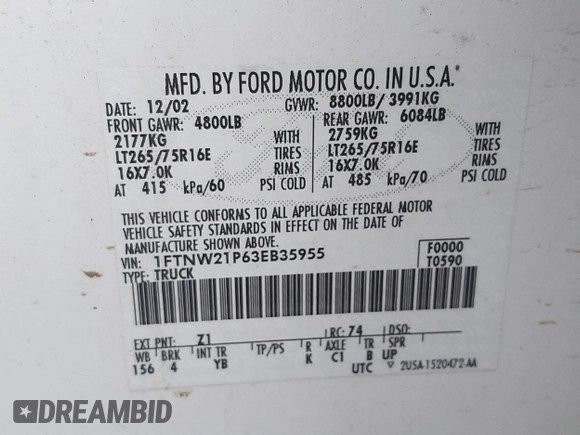 MFD. BY FORD MOTOR CO. IN U.S.A.
DATE: 12/02 GVWR: 8800LB/ 3991KG
FRONT GAWR: 4800LB REAR GAWR: 6084LB
2177KG WITH 2759KG WITH
LT265/75R16E TIRES LT265/75R16E TIRES
16X7.0K RIMS 16X7.0K RIMS
AT 415 kPa/60 PSI COLD AT 485 kPa/70 PSI COLD
THIS VEHICLE CONFORMS TO ALL APPLICABLE FEDERAL MOTOR
VEHICLE SAFETY STANDARDS IN EFFECT ON THE DATE OF
MANUFACTURE SHOWN ABOVE.
VIN: 1FTNW21P63EB35955 F0000
TYPE: TRUCK T0590
EXT PNT: Z1 RC: 74 DSO:
WB BRK INT TR TP/PS R AXLE TR SPR
156 4 YB K C1 B UP
UTC ▽ 2U5A-1520472-AA
DREAMBID